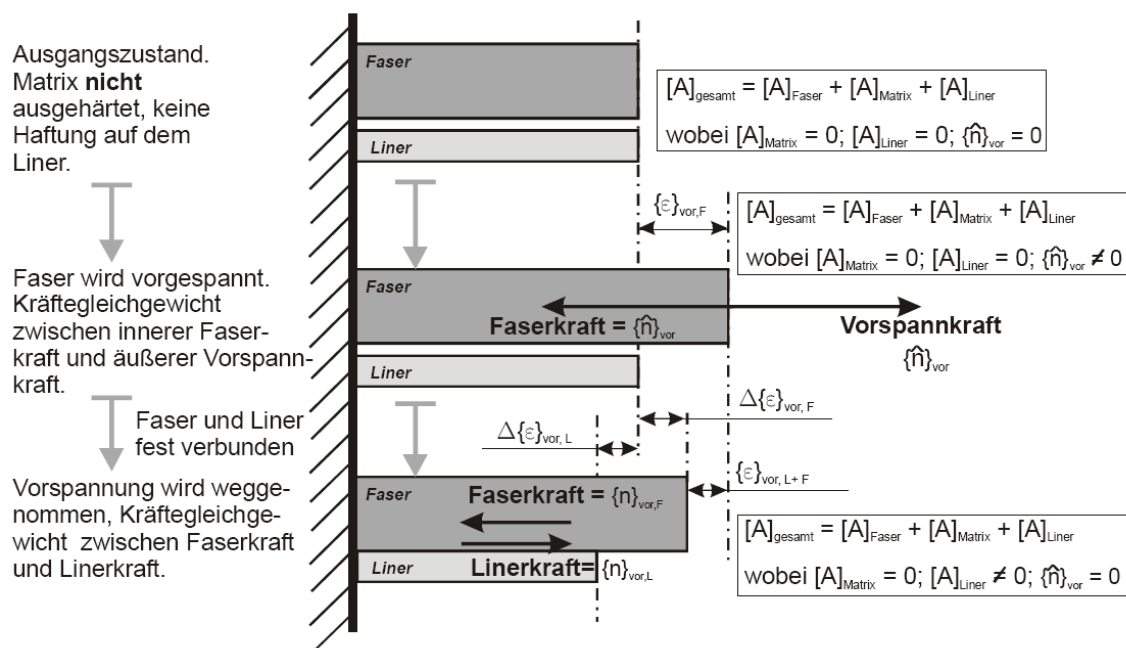 Ausgangszustand.
Matrix nicht
ausgehärtet, keine
Haftung auf dem
Liner.
Faser
Liner
[A]gesamt = [A]Faser + [A]Matrix + [A]Liner
wobei [A]Matrix = 0; [A]Liner = 0; {n̂}vor = 0
{ε}vor,F
[A]gesamt = [A]Faser + [A]Matrix + [A]Liner
wobei [A]Matrix = 0; [A]Liner = 0; {n̂}vor ≠ 0
Faser wird vorgespannt.
Kräftegleichgewicht
zwischen innerer Faser-
kraft und äußerer Vorspann-
kraft.
Faser
Faserkraft = {n̂}vor
Vorspannkraft
{n̂}vor
Liner
Faser und Liner
fest verbunden
Δ{ε}vor, L
Δ{ε}vor, F
{ε}vor, L+ F
Vorspannung wird wegge-
nommen, Kräftegleichge-
wicht zwischen Faserkraft
und Linerkraft.
Faser
Faserkraft = {n}vor,F
Liner
Linerkraft= {n}vor,L
[A]gesamt = [A]Faser + [A]Matrix + [A]Liner
wobei [A]Matrix = 0; [A]Liner ≠ 0; {n̂}vor = 0